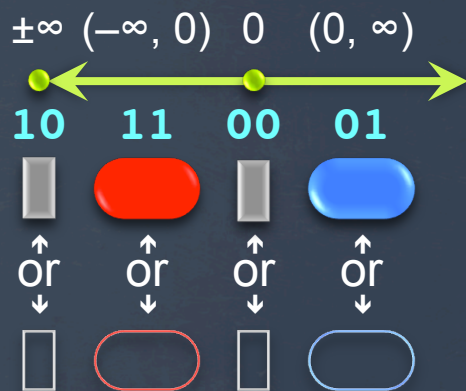 ±∞ (–∞, 0) 0 (0, ∞)
10 11 00 01
or or or or